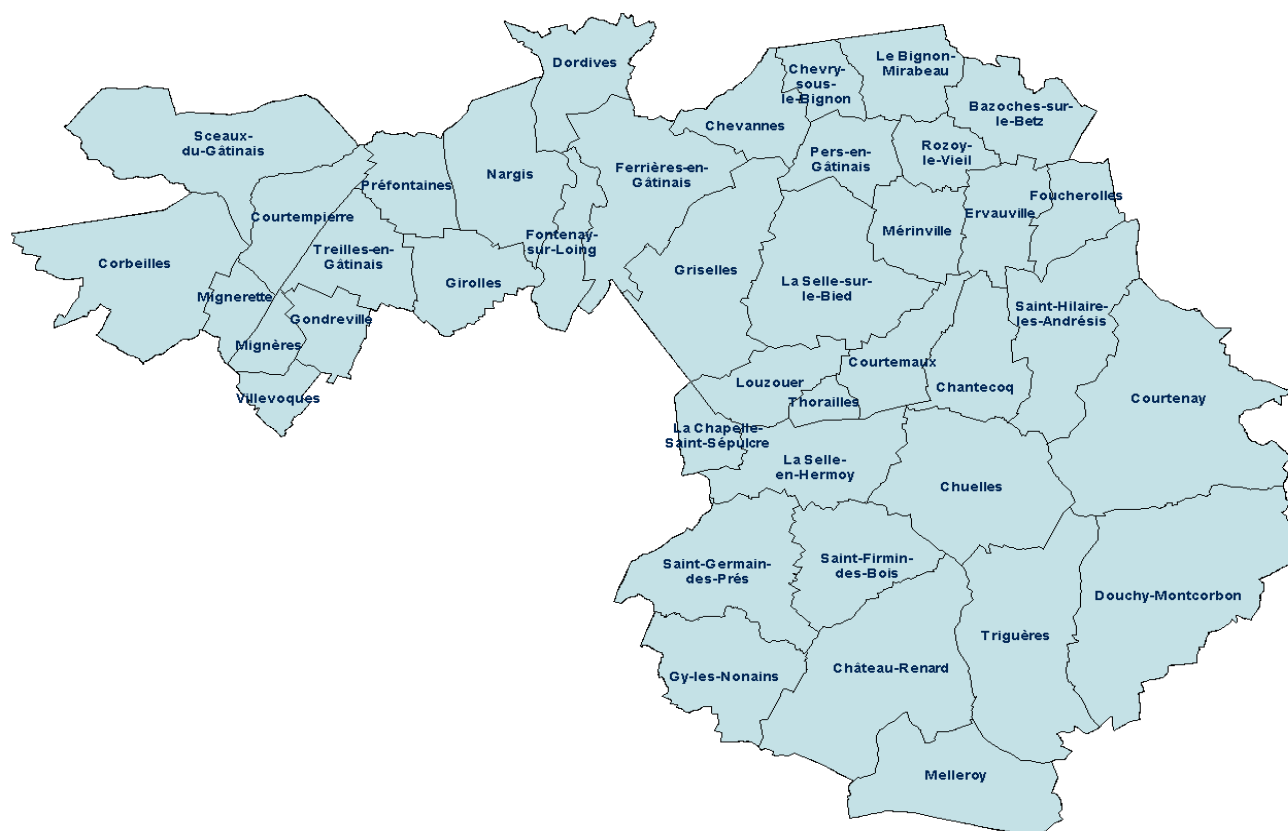 Dordives
Le Bignon-
Mirabeau
Chevry-
sous-
le-Bignon
Bazoches-sur-
le-Betz
Chevannes
Sceaux-
du-Gâtinais
Rozoy-
le-Vieil
Pers-en-
Gâtinais
Ferrières-en-
Gâtinais
Nargis
Préfontaines
Foucherolles
Courtempierre
Ervauville
Mérinville
Fontenay-
sur-Loing
Treilles-en-
Gâtinais
Corbeilles
Griselles
Girolles
La Selle-sur-
le-Bied
Mignerette
Saint-Hilaire-
les-Andrésis
Gondreville
Mignères
Courtemaux
Louzouer
Chantecoq
Villevoques
Courtenay
Thorailles
La Chapelle-
Saint-Sépulcre
La Selle-
en-Hermoy
Chuelles
Saint-Germain-
des-Prés
Saint-Firmin-
des-Bois
Douchy-Montcorbon
Triguères
Château-Renard
Gy-les-Nonains
Melleroy